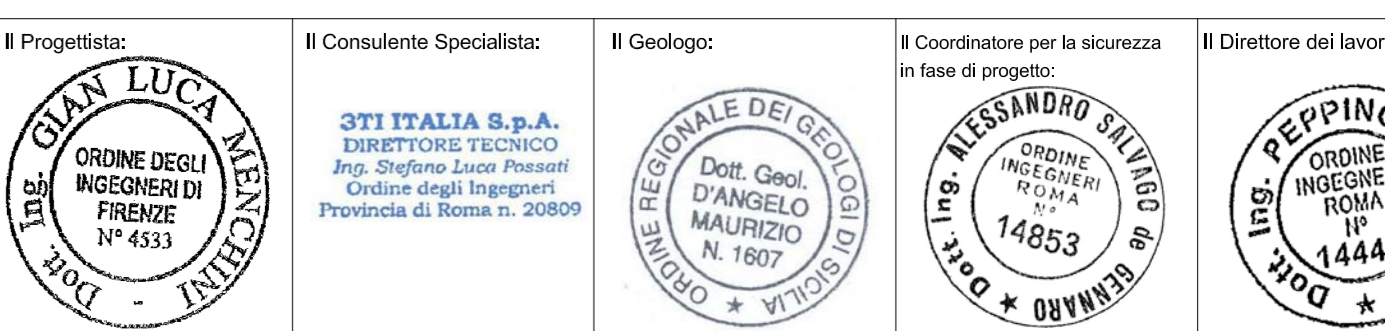 Il Progettista:
Dott. Ing. GIAN LUCA MENCHINI -
ORDINE DEGLI
INGEGNERI DI
FIRENZE
N° 4533
Il Consulente Specialista:
3TI ITALIA S.p.A.
DIRETTORE TECNICO
Ing. Stefano Luca Possati
Ordine degli Ingegneri
Provincia di Roma n. 20809
Il Geologo:
ORDINE REGIONALE DEI GEOLOGI DI SICILIA ★
Dott. Geol.
D'ANGELO
MAURIZIO
N. 1607
Il Coordinatore per la sicurezza
in fase di progetto:
Dott. Ing. ALESSANDRO SALVAGO de GENNARO ★
ORDINE
INGEGNERI
ROMA
N°
14853
Il Direttore dei lavor
Dott. Ing. PEPPINO ★
ORDINE
INGEGNE
ROMA
N°
1444